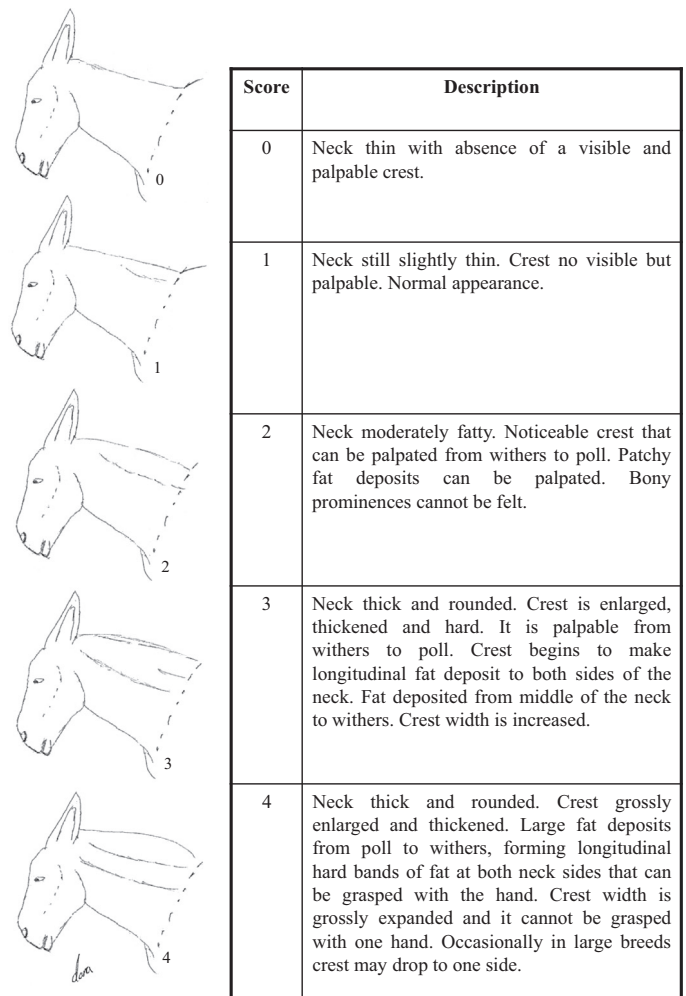 Score Description
0 Neck thin with absence of a visible and
palpable crest.
0
1 Neck still slightly thin. Crest no visible but
palpable. Normal appearance.
1
2 Neck moderately fatty. Noticeable crest that
can be palpated from withers to poll. Patchy
fat deposits can be palpated. Bony
prominences cannot be felt.
2
3 Neck thick and rounded. Crest is enlarged,
thickened and hard. It is palpable from
withers to poll. Crest begins to make
longitudinal fat deposit to both sides of the
neck. Fat deposited from middle of the neck
to withers. Crest width is increased.
3
4 Neck thick and rounded. Crest grossly
enlarged and thickened. Large fat deposits
from poll to withers, forming longitudinal
hard bands of fat at both neck sides that can
be grasped with the hand. Crest width is
grossly expanded and it cannot be grasped
with one hand. Occasionally in large breeds
crest may drop to one side.
4